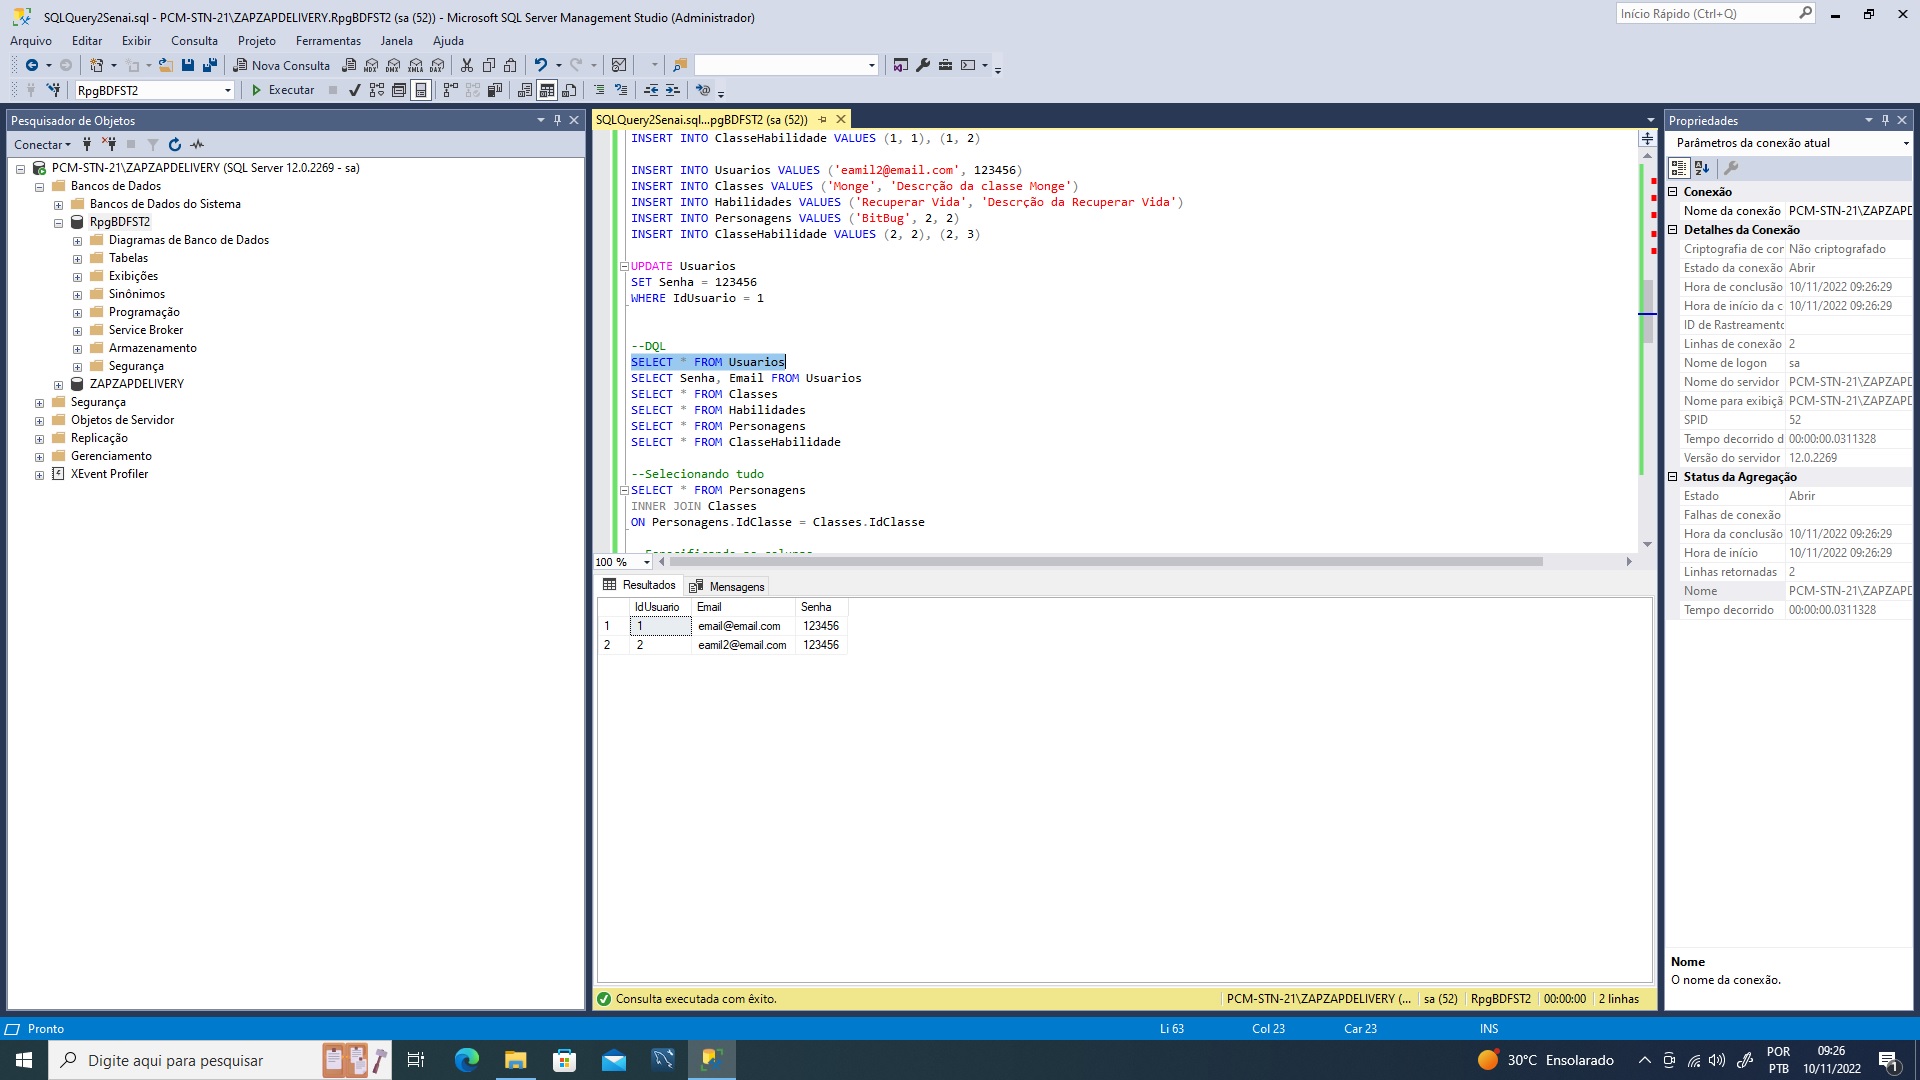 SQLQuery2Senai.sql - PCM-STN-21\ZAPZAPDELIVERY.RpgBDFST2 (sa (52)) - Microsoft SQL Server Management Studio (Administrador)
Início Rápido (Ctrl+Q)
Arquivo Editar Exibir Consulta Projeto Ferramentas Janela Ajuda
Nova Consulta
RpgBDFST2
Executar
Pesquisador de Objetos
Conectar
PCM-STN-21\ZAPZAPDELIVERY (SQL Server 12.0.2269 - sa)
Bancos de Dados
Bancos de Dados do Sistema
RpgBDFST2
Diagramas de Banco de Dados
Tabelas
Exibições
Sinônimos
Programação
Service Broker
Armazenamento
Segurança
ZAPZAPDELIVERY
Segurança
Objetos de Servidor
Replicação
Gerenciamento
XEvent Profiler
SQLQuery2Senai.sql...pgBDFST2 (sa (52))
INSERT INTO ClasseHabilidade VALUES (1, 1), (1, 2)
INSERT INTO Usuarios VALUES ('eamil2@email.com', 123456)
INSERT INTO Classes VALUES ('Monge', 'Descrção da classe Monge')
INSERT INTO Habilidades VALUES ('Recuperar Vida', 'Descrção da Recuperar Vida')
INSERT INTO Personagens VALUES ('BitBug', 2, 2)
INSERT INTO ClasseHabilidade VALUES (2, 2), (2, 3)
UPDATE Usuarios
SET Senha = 123456
WHERE IdUsuario = 1
--DQL
SELECT * FROM Usuarios
SELECT Senha, Email FROM Usuarios
SELECT * FROM Classes
SELECT * FROM Habilidades
SELECT * FROM Personagens
SELECT * FROM ClasseHabilidade
--Selecionando tudo
SELECT * FROM Personagens
INNER JOIN Classes
ON Personagens.IdClasse = Classes.IdClasse
100 %
Resultados Mensagens
IdUsuario Email Senha
1 1 email@email.com 123456
2 2 eamil2@email.com 123456
Consulta executada com êxito.
PCM-STN-21\ZAPZAPDELIVERY (... sa (52) RpgBDFST2 00:00:00 2 linhas
Propriedades
Parâmetros da conexão atual
Conexão
Nome da conexão PCM-STN-21\ZAPZAPD
Detalhes da Conexão
Criptografia de cor Não criptografado
Estado da conexão Abrir
Hora de conclusão 10/11/2022 09:26:29
Hora de início da c 10/11/2022 09:26:29
ID de Rastreamento
Linhas de conexão 2
Nome de logon sa
Nome do servidor PCM-STN-21\ZAPZAPD
Nome para exibiçã PCM-STN-21\ZAPZAPD
SPID 52
Tempo decorrido d 00:00:00.0311328
Versão do servidor 12.0.2269
Status da Agregação
Estado Abrir
Falhas de conexão
Hora da conclusão 10/11/2022 09:26:29
Hora de início 10/11/2022 09:26:29
Linhas retornadas 2
Nome PCM-STN-21\ZAPZAPD
Tempo decorrido 00:00:00.0311328
Nome
O nome da conexão.
Pronto
Li 63 Col 23 Car 23 INS
Digite aqui para pesquisar
30°C Ensolarado
POR
PTB
09:26
10/11/2022
1